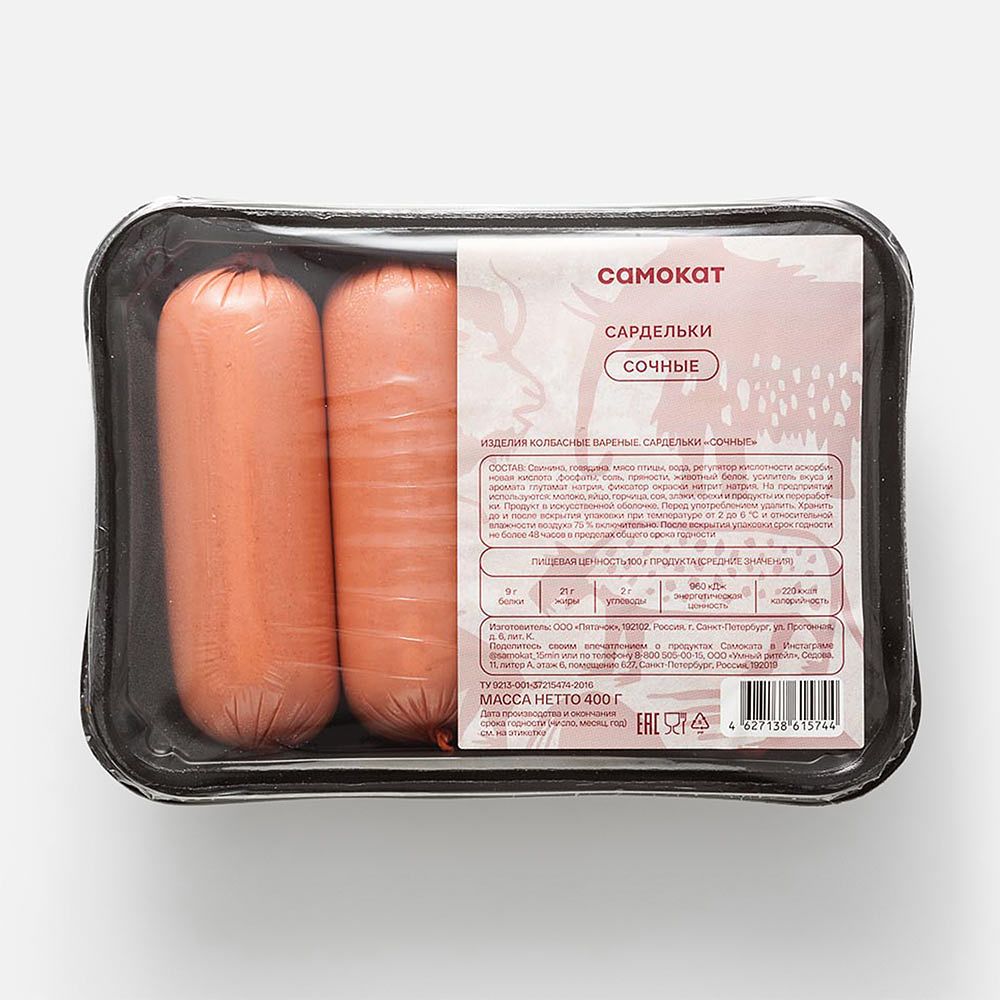 самокат
САРДЕЛЬКИ
СОЧНЫЕ
ИЗДЕЛИЯ КОЛБАСНЫЕ ВАРЕНЫЕ. САРДЕЛЬКИ «СОЧНЫЕ»
СОСТАВ: Свинина, говядина, мясо птицы, вода, регулятор кислотности аскорби-
новая кислота ,фосфаты, соль, пряности, животный белок, усилитель вкуса и
аромата глутамат натрия, фиксатор окраски нитрит натрия. На предприятии
используются: молоко, яйцо, горчица, соя, злаки, орехи и продукты их переработ-
ки. Продукт в искусственной оболочке. Перед употреблением удалить. Хранить
до и после вскрытия упаковки при температуре от 2 до 6 °С и относительной
влажности воздуха 75 % включительно. После вскрытия упаковки срок годности
не более 48 часов в пределах общего срока годности
ПИЩЕВАЯ ЦЕННОСТЬ 100 г ПРОДУКТА (СРЕДНИЕ ЗНАЧЕНИЯ)
9 г белки
21 г жиры
2 г углеводы
960 кДж энергетическая ценность
220 ккал калорийность
Изготовитель: ООО «Пятачок», 192102, Россия, г. Санкт-Петербург, ул. Прогонная,
д. 6, лит. К.
Поделитесь своим впечатлением о продуктах Самоката в Инстаграме
@samokat_15min или по телефону 8-800 505-00-15, ООО «Умный ритейл», Седова,
11, литер А, этаж 6, помещение 627, Санкт-Петербург, Россия, 192019
ТУ 9213-001-37215474-2016
МАССА НЕТТО 400 Г
Дата производства и окончания
срока годности (число, месяц, год)
см. на этикетке
EAC
4 627138 615744